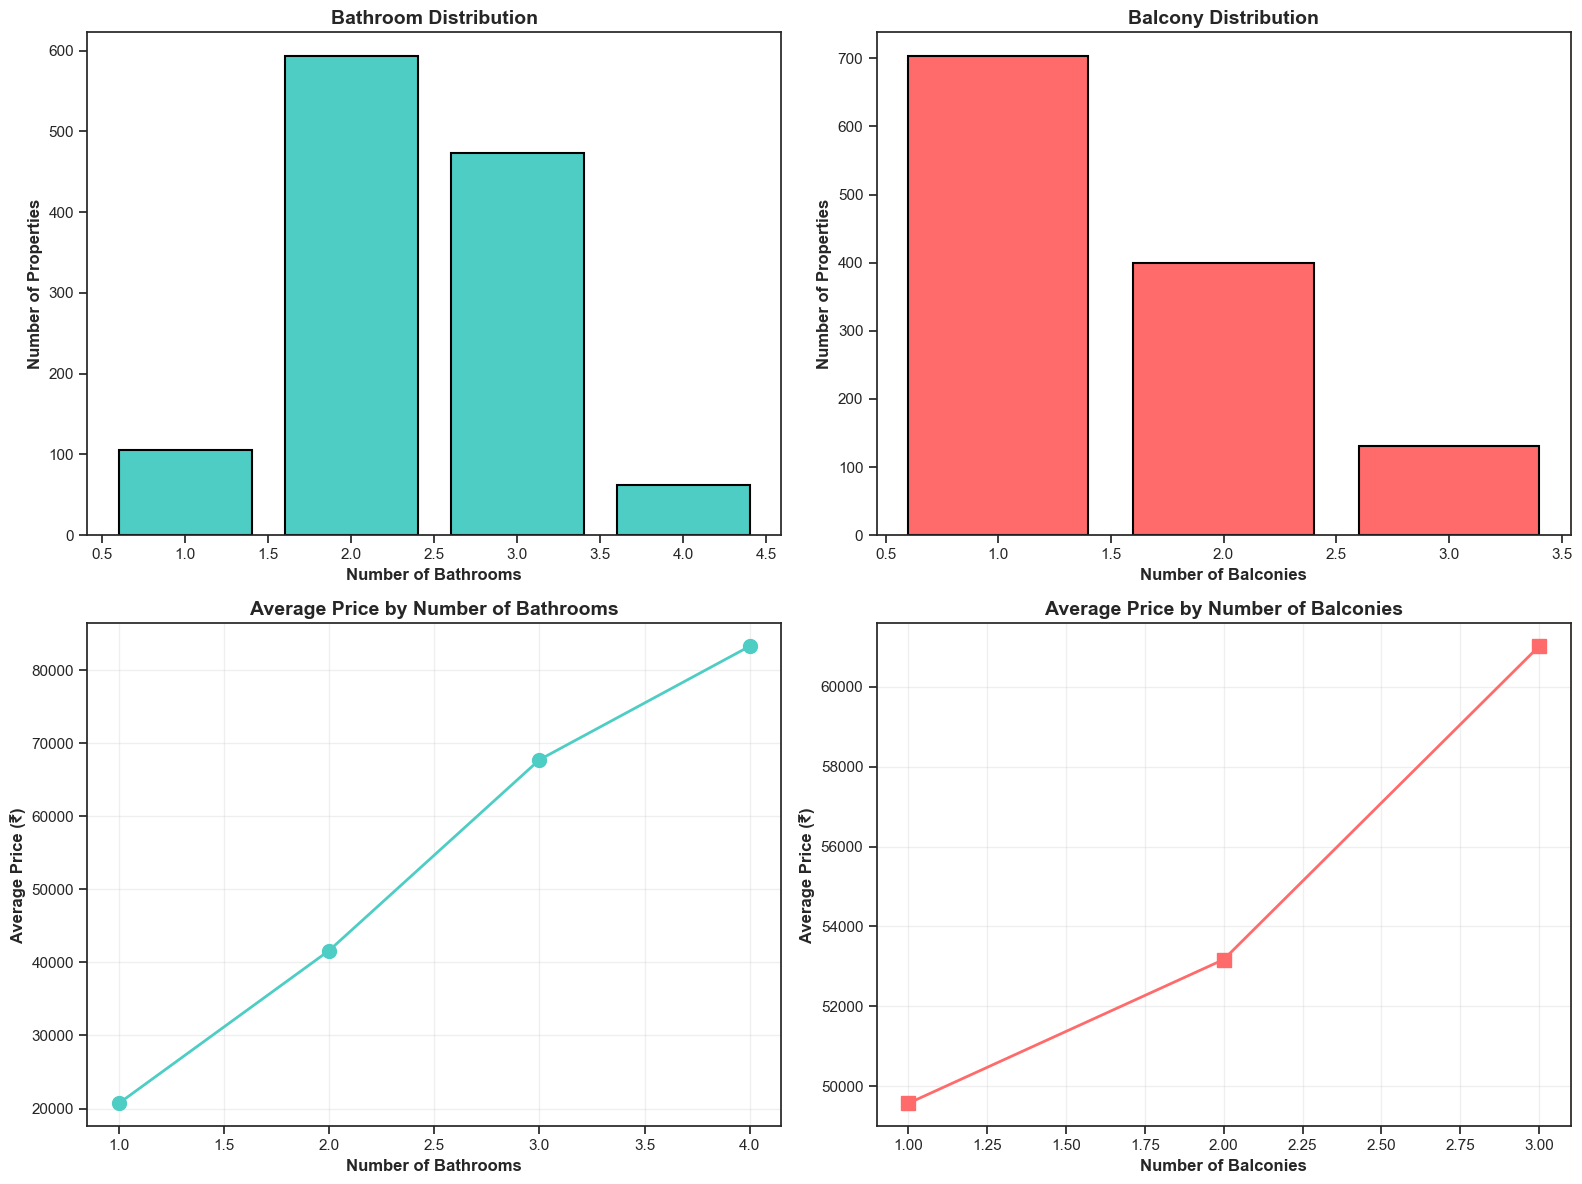 Bathroom Distribution
Number of Properties
600
500
400
300
200
100
0
0.5 1.0 1.5 2.0 2.5 3.0 3.5 4.0 4.5
Number of Bathrooms
Balcony Distribution
Number of Properties
700
600
500
400
300
200
100
0
0.5 1.0 1.5 2.0 2.5 3.0 3.5
Number of Balconies
Average Price by Number of Bathrooms
Average Price (₹)
80000
70000
60000
50000
40000
30000
20000
1.0 1.5 2.0 2.5 3.0 3.5 4.0
Number of Bathrooms
Average Price by Number of Balconies
Average Price (₹)
60000
58000
56000
54000
52000
50000
1.00 1.25 1.50 1.75 2.00 2.25 2.50 2.75 3.00
Number of Balconies